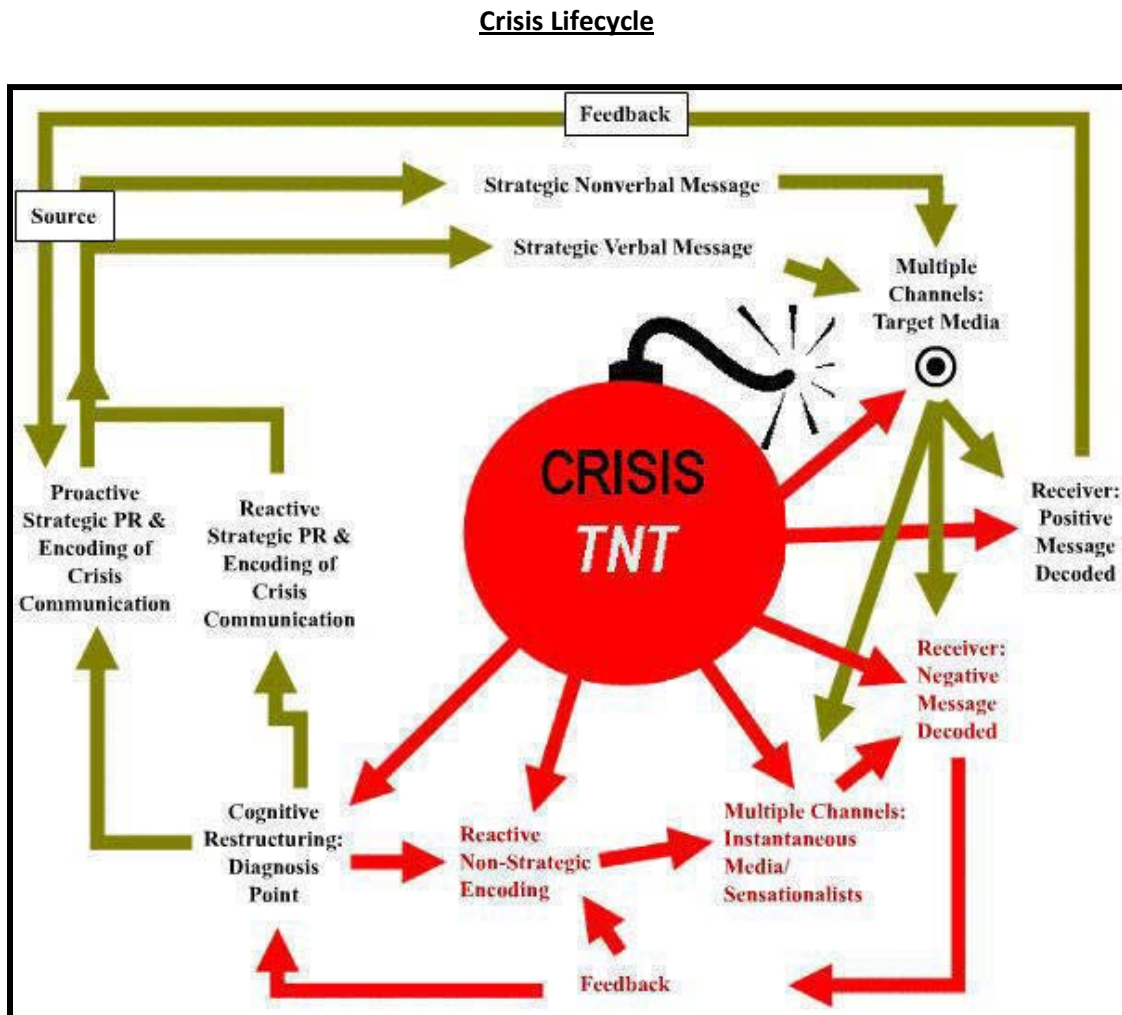 Crisis Lifecycle
Feedback
Strategic Nonverbal Message
Source
Strategic Verbal Message
Multiple
Channels:
Target Media
CRISIS
TNT
Proactive
Strategic PR &
Encoding of
Crisis
Communication
Reactive
Strategic PR &
Encoding of
Crisis
Communication
Receiver:
Positive
Message
Decoded
Receiver:
Negative
Message
Decoded
Cognitive
Restructuring:
Diagnosis
Point
Reactive
Non-Strategic
Encoding
Multiple Channels:
Instantaneous
Media/
Sensationalists
Feedback